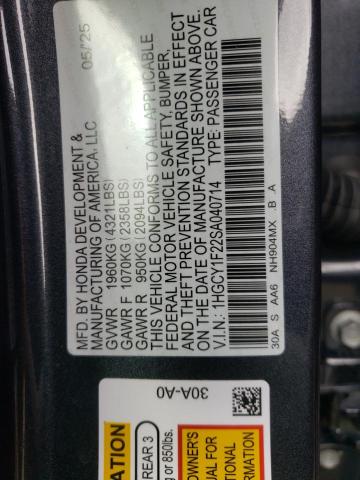 MFD. BY HONDA DEVELOPMENT & 05/25
MANUFACTURING OF AMERICA, LLC
GVWR 1960KG (4321LBS)
GAWR F 1070KG (2358LBS)
GAWR R 950KG (2094LBS)
THIS VEHICLE CONFORMS TO ALL APPLICABLE
FEDERAL MOTOR VEHICLE SAFETY, BUMPER,
AND THEFT PREVENTION STANDARDS IN EFFECT
ON THE DATE OF MANUFACTURE SHOWN ABOVE.
V.I.N.: 1HGCY1F22SA040714 TYPE: PASSENGER CAR
30A S AA6 NH904MX B A
30A-A0
ATION
REAR 3
g or 850lbs.
OWNER'S
UAL FOR
TIONAL
RMATION